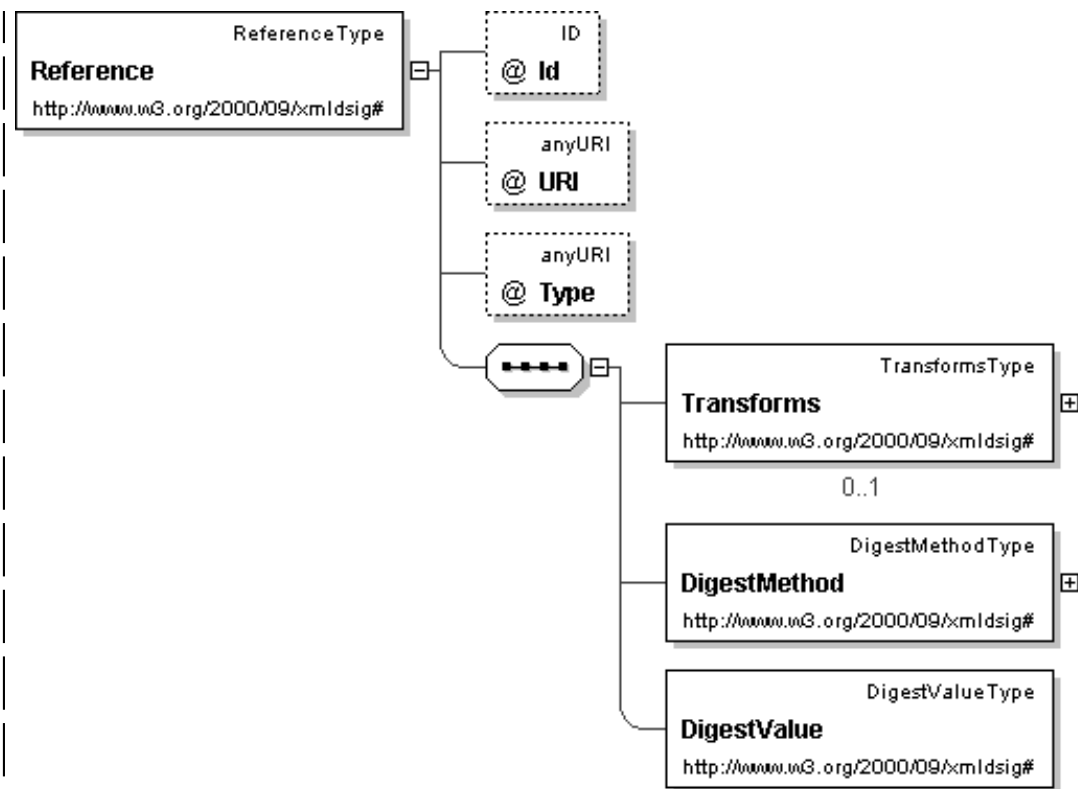 ReferenceType
Reference
http://www.w3.org/2000/09/xmldsig#
ID
@ Id
anyURI
@ URI
anyURI
@ Type
TransformsType
Transforms
http://www.w3.org/2000/09/xmldsig#
0..1
DigestMethodType
DigestMethod
http://www.w3.org/2000/09/xmldsig#
DigestValueType
DigestValue
http://www.w3.org/2000/09/xmldsig#